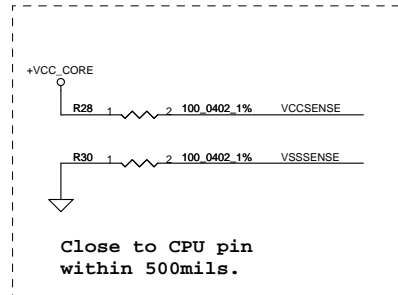 +VCC_CORE
R28 1 2 100_0402_1% VCCSENSE
R30 1 2 100_0402_1% VSSSENSE
Close to CPU pin
within 500mils.